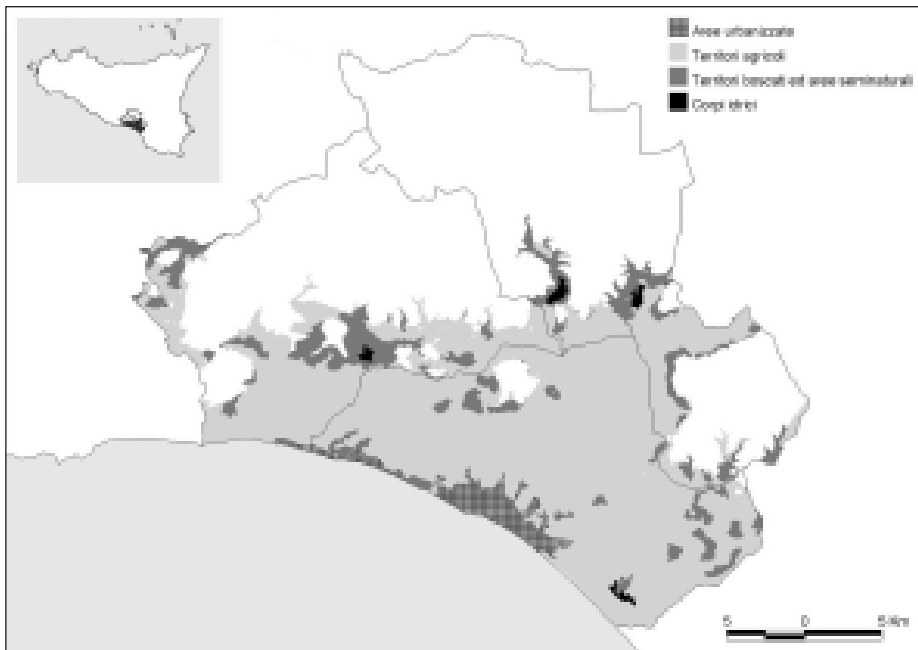 Aree urbanizzate
Territori agricoli
Territori boscati ed aree seminaturali
Corpi idrici
5 0 5 Km